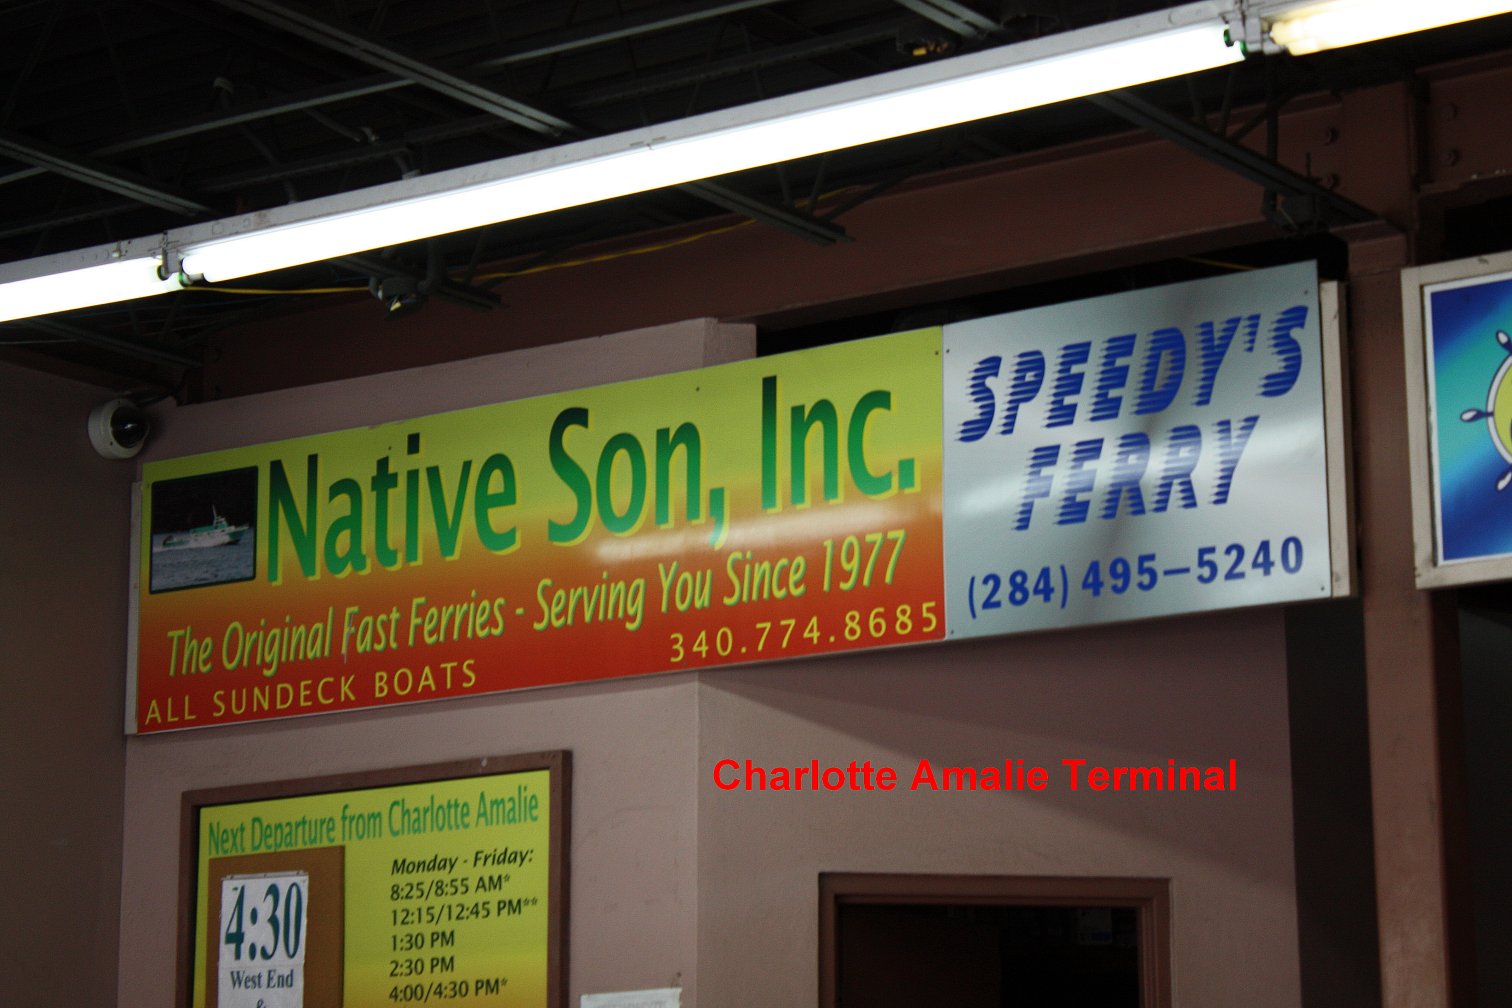 Native Son, Inc.
The Original Fast Ferries - Serving You Since 1977
ALL SUNDECK BOATS
340.774.8685
SPEEDY'S
FERRY
(284) 495-5240
Charlotte Amalie Terminal
Next Departure from Charlotte Amalie
4:30
West End
&
Monday - Friday:
8:25/8:55 AM*
12:15/12:45 PM**
1:30 PM
2:30 PM
4:00/4:30 PM*